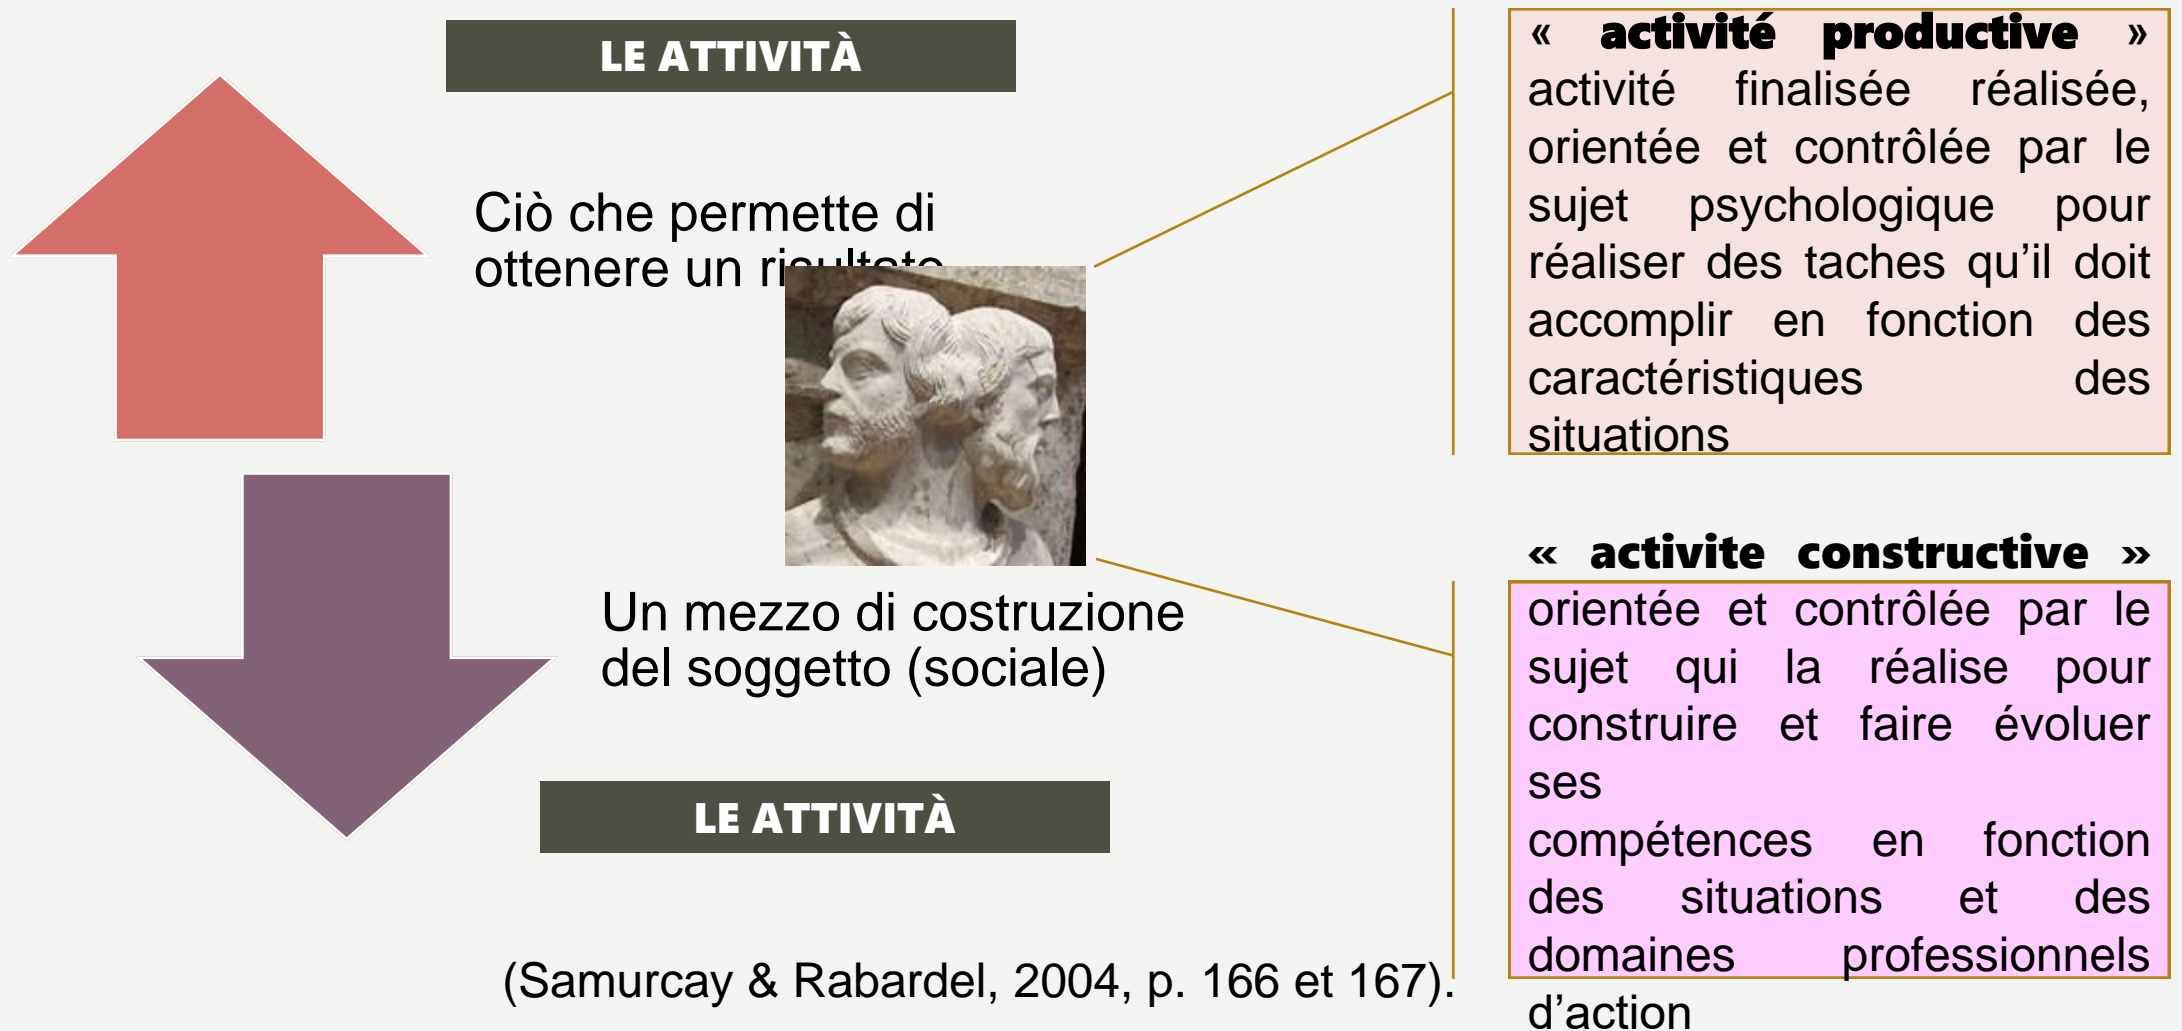 LE ATTIVITÀ
Ciò che permette di
ottenere un risultato
Un mezzo di costruzione
del soggetto (sociale)
LE ATTIVITÀ
(Samurcay & Rabardel, 2004, p. 166 et 167).
« activité productive »
activité finalisée réalisée,
orientée et contrôlée par le
sujet psychologique pour
réaliser des taches qu’il doit
accomplir en fonction des
caractéristiques des
situations
« activite constructive »
orientée et contrôlée par le
sujet qui la réalise pour
construire et faire évoluer
ses
compétences en fonction
des situations et des
domaines professionnels
d’action